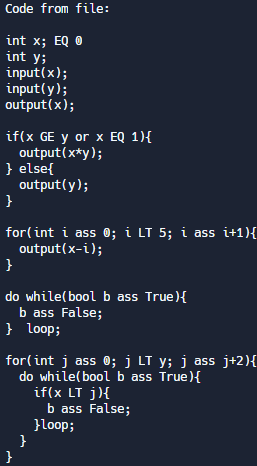 Code from file:

int x; EQ 0
int y;
input(x);
input(y);
output(x);

if(x GE y or x EQ 1){
  output(x*y);
} else{
  output(y);
}

for(int i ass 0; i LT 5; i ass i+1){
  output(x-i);
}

do while(bool b ass True){
  b ass False;
}  loop;

for(int j ass 0; j LT y; j ass j+2){
  do while(bool b ass True){
    if(x LT j){
      b ass False;
    }loop;
  }
}